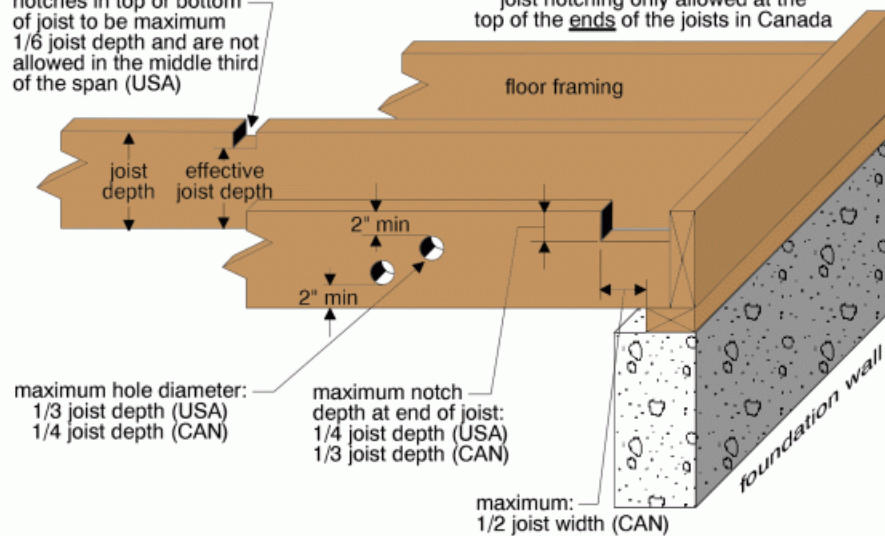 notches in top or bottom
of joist to be maximum
1/6 joist depth and are not
allowed in the middle third
of the span (USA)
joist notching only allowed at the
top of the ends of the joists in Canada
floor framing
joist
depth
effective
joist depth
2" min
2" min
maximum hole diameter:
1/3 joist depth (USA)
1/4 joist depth (CAN)
maximum notch
depth at end of joist:
1/4 joist depth (USA)
1/3 joist depth (CAN)
maximum:
1/2 joist width (CAN)
foundation wall